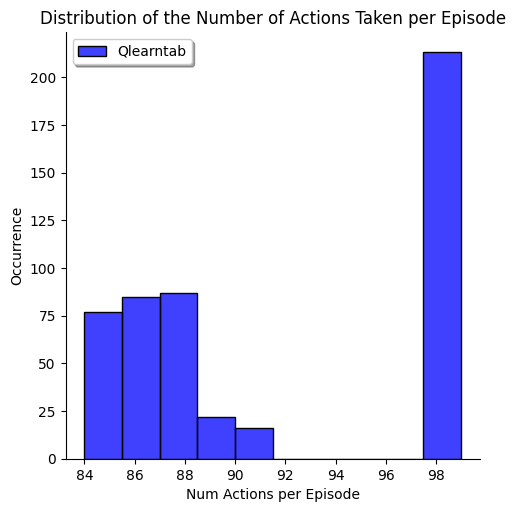 Distribution of the Number of Actions Taken per Episode
Qlearntab
Occurrence
200
175
150
125
100
75
50
25
0
84 86 88 90 92 94 96 98
Num Actions per Episode